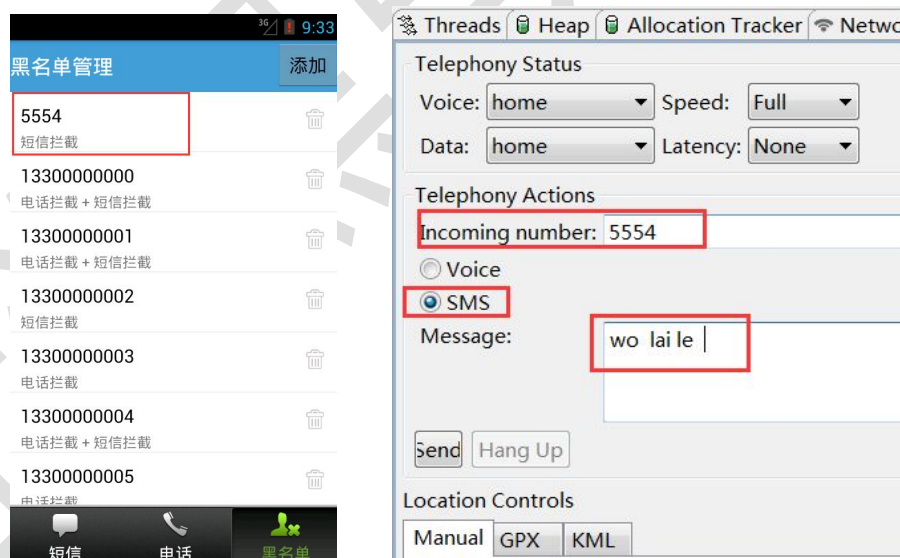 3G 9:33
黑名单管理 添加
5554
短信拦截
13300000000
电话拦截 + 短信拦截
13300000001
电话拦截 + 短信拦截
13300000002
短信拦截
13300000003
电话拦截
13300000004
电话拦截 + 短信拦截
13300000005
电话拦截
短信 电话 黑名单
Threads Heap Allocation Tracker
Telephony Status
Voice: home Speed: Full
Data: home Latency: None
Telephony Actions
Incoming number: 5554
Voice
SMS
Message: wo lai le
Send Hang Up
Location Controls
Manual GPX KML